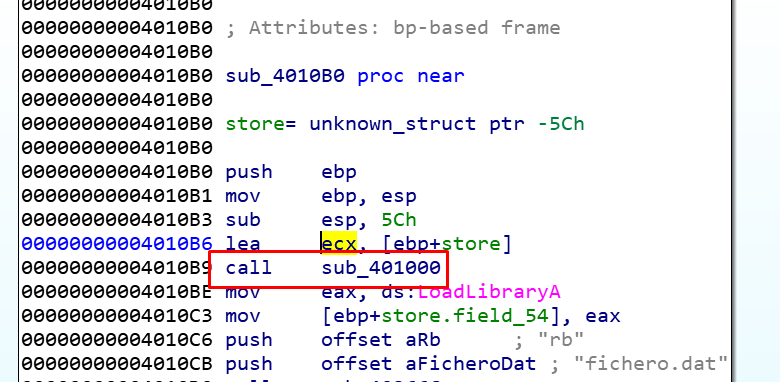 00000000004010B0
00000000004010B0 ; Attributes: bp-based frame
00000000004010B0
00000000004010B0 sub_4010B0 proc near
00000000004010B0
00000000004010B0 store= unknown_struct ptr -5Ch
00000000004010B0
00000000004010B0 push ebp
00000000004010B1 mov ebp, esp
00000000004010B3 sub esp, 5Ch
00000000004010B6 lea ecx, [ebp+store]
00000000004010B9 call sub_401000
00000000004010BE mov eax, ds:LoadLibraryA
00000000004010C3 mov [ebp+store.field_54], eax
00000000004010C6 push offset aRb ; "rb"
00000000004010CB push offset aFicheroDat ; "fichero.dat"